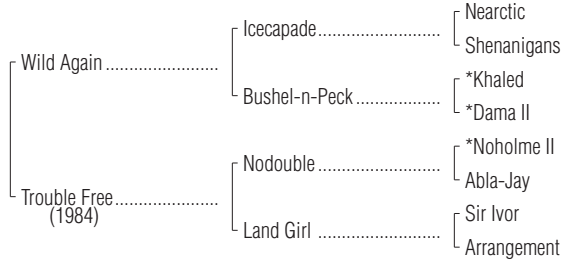 Nearctic
Icecapade
Shenanigans
Wild Again
*Khaled
Bushel-n-Peck
*Dama II
*Noholme II
Nodouble
Abla-Jay
Trouble Free
(1984)
Sir Ivor
Land Girl
Arrangement